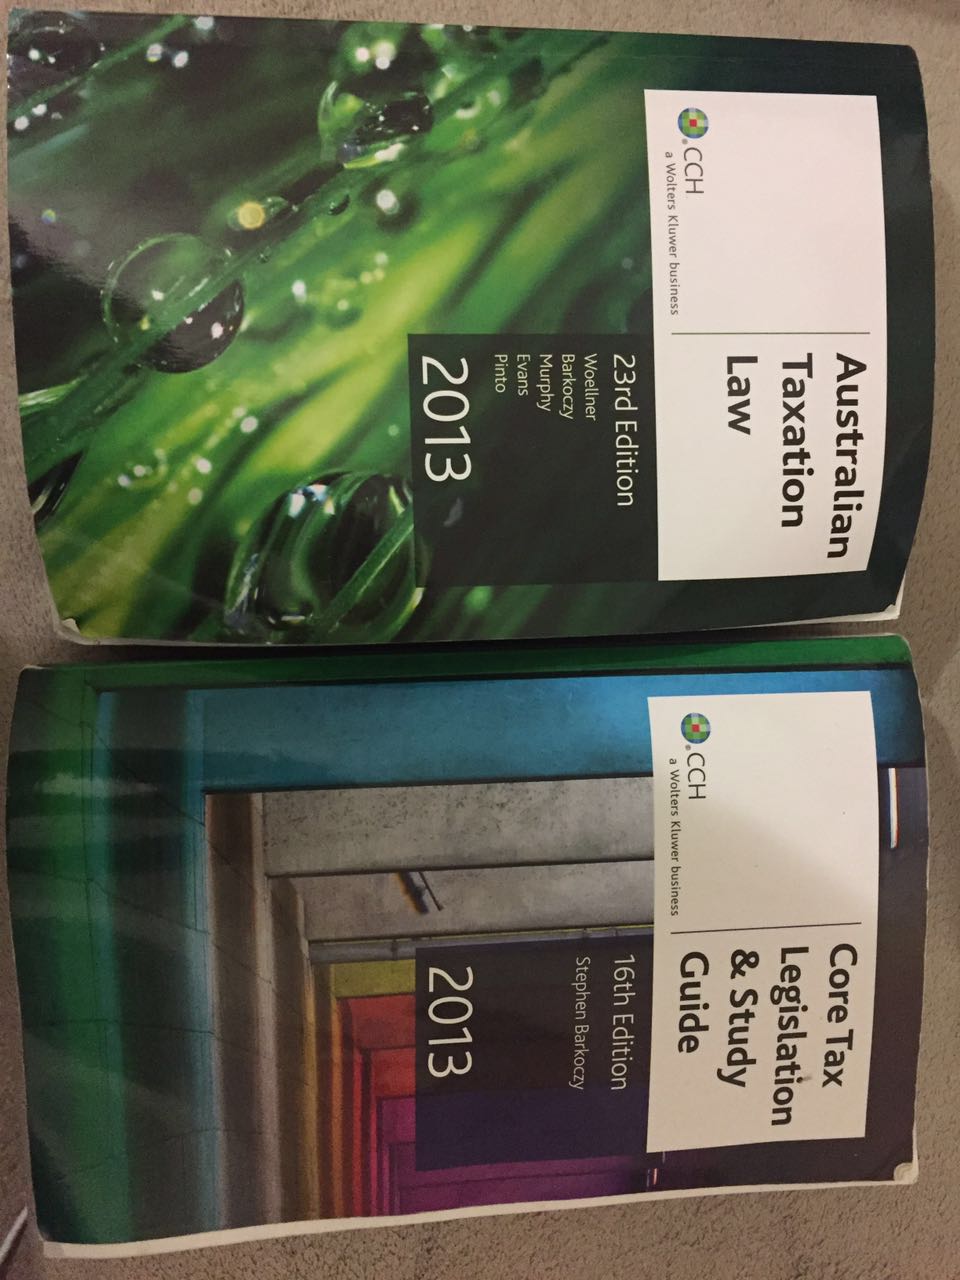 CCH
a Wolters Kluwer business
Australian
Taxation
Law
23rd Edition
Woellner
Barkoczy
Murphy
Evans
Pinto
2013
CCH
a Wolters Kluwer business
Core Tax
Legislation
& Study
Guide
16th Edition
Stephen Barkoczy
2013